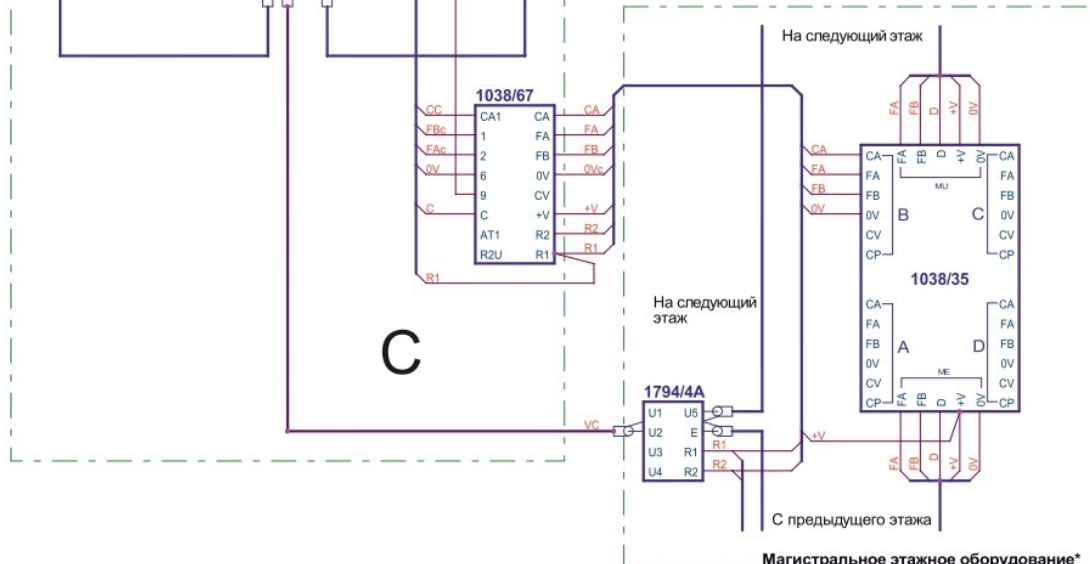 На следующий этаж
FA
FB
D
+V
0V
1038/67
CC
CA1
CA
CA
FBc
1
FA
FA
FAc
2
FB
FB
0V
6
0V
0Vc
9
CV
C
C
+V
+V
AT1
R2
R2
R2U
R1
R1
R1
CA
FA
FB
0V
FA
FB
D
+V
0V
MU
CA
FA
FB
0V
CV
CP
B
C
CA
FA
FB
0V
CV
CP
1038/35
CA
FA
FB
0V
CV
CP
A
D
CA
FA
FB
0V
CV
CP
ME
FA
FB
D
+V
0V
На следующий
этаж
C
1794/4A
VC
U1
U5
U2
E
U3
R1
R1
U4
R2
R2
+V
FA
FB
D
+V
0V
С предыдущего этажа
Магистральное этажное оборудование*